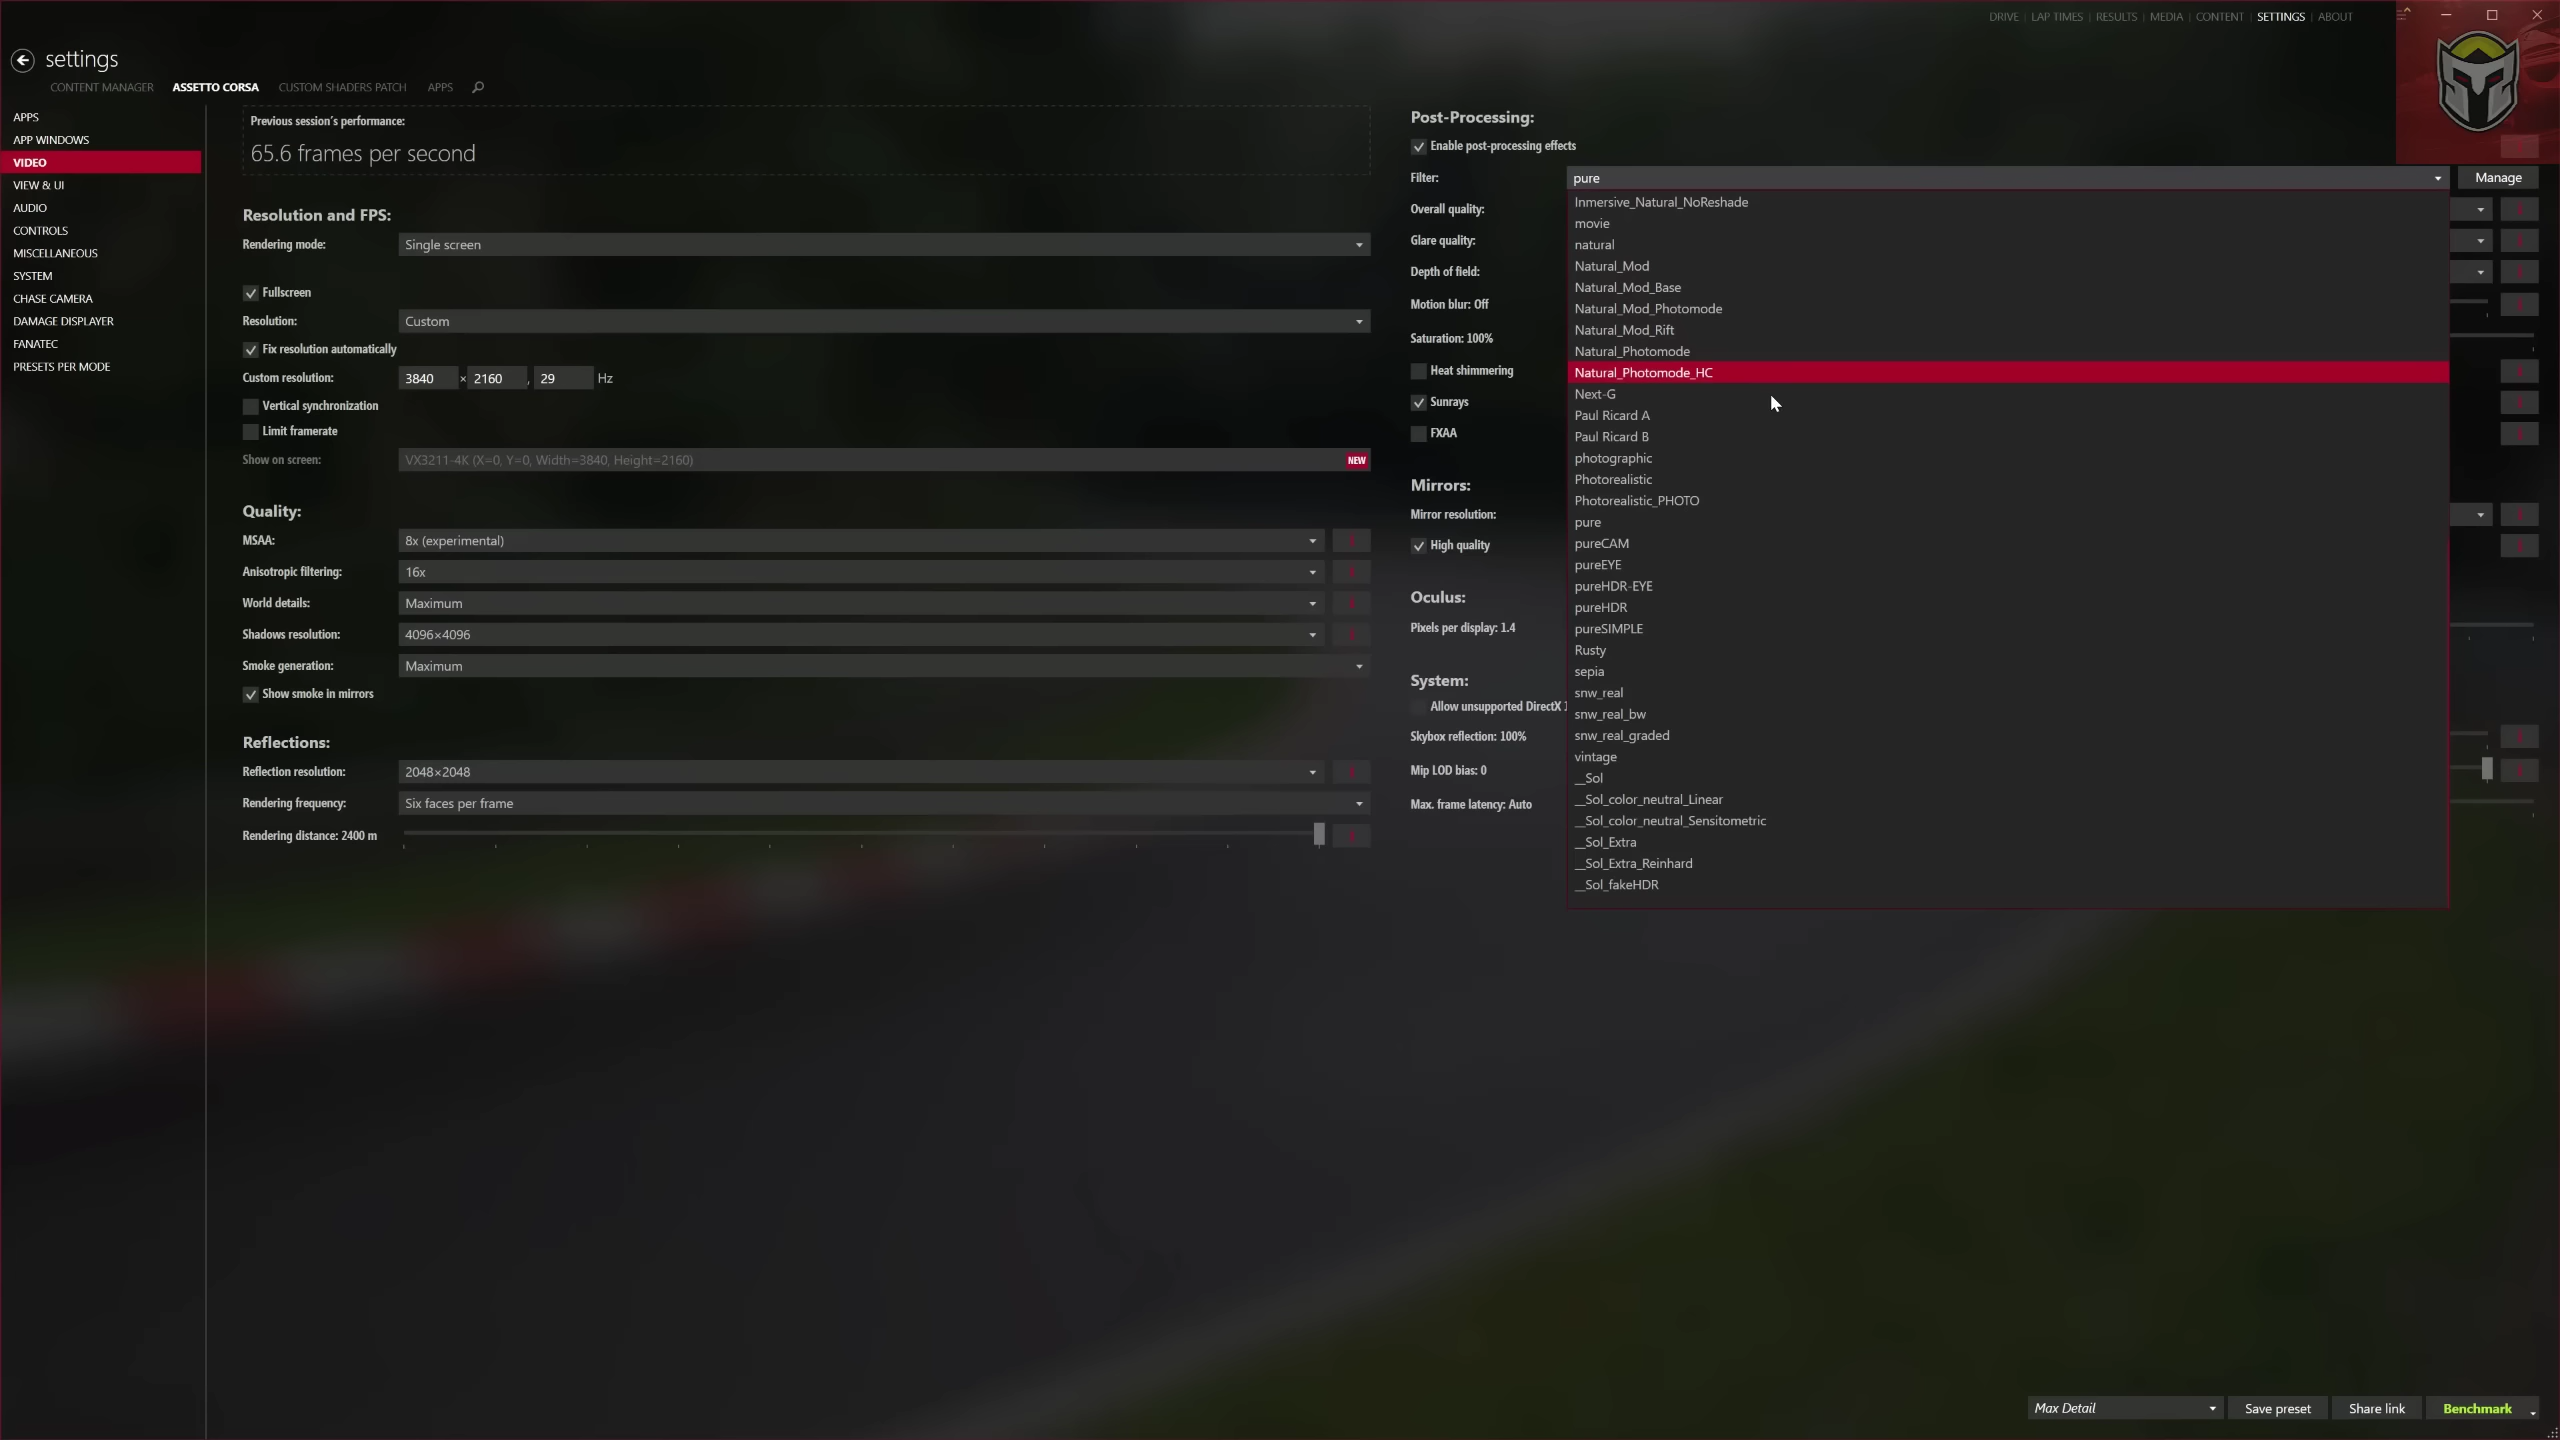 DRIVE | LAP TIMES | RESULTS | MEDIA | CONTENT | SETTINGS | ABOUT
settings
CONTENT MANAGER ASSETTO CORSA CUSTOM SHADERS PATCH APPS
APPS
APP WINDOWS
VIDEO
VIEW & UI
AUDIO
CONTROLS
MISCELLANEOUS
SYSTEM
CHASE CAMERA
DAMAGE DISPLAYER
FANATEC
PRESETS PER MODE
Previous session's performance:
65.6 frames per second
Resolution and FPS:
Rendering mode: Single screen
Fullscreen
Resolution: Custom
Fix resolution automatically
Custom resolution: 3840 × 2160 , 29 Hz
Vertical synchronization
Limit framerate
Show on screen: VX3211-4K (X=0, Y=0, Width=3840, Height=2160) NEW
Quality:
MSAA: 8x (experimental)
Anisotropic filtering: 16x
World details: Maximum
Shadows resolution: 4096×4096
Smoke generation: Maximum
Show smoke in mirrors
Reflections:
Reflection resolution: 2048×2048
Rendering frequency: Six faces per frame
Rendering distance: 2400 m
Post-Processing:
Enable post-processing effects
Filter: pure Manage
Overall quality:
Glare quality:
Depth of field:
Motion blur: Off
Saturation: 100%
Heat shimmering
Sunrays
FXAA
Mirrors:
Mirror resolution:
High quality
Oculus:
Pixels per display: 1.4
System:
Allow unsupported DirectX 1
Skybox reflection: 100%
Mip LOD bias: 0
Max. frame latency: Auto
Inmersive_Natural_NoReshade
movie
natural
Natural_Mod
Natural_Mod_Base
Natural_Mod_Photomode
Natural_Mod_Rift
Natural_Photomode
Natural_Photomode_HC
Next-G
Paul Ricard A
Paul Ricard B
photographic
Photorealistic
Photorealistic_PHOTO
pure
pureCAM
pureEYE
pureHDR-EYE
pureHDR
pureSIMPLE
Rusty
sepia
snw_real
snw_real_bw
snw_real_graded
vintage
__Sol
__Sol_color_neutral_Linear
__Sol_color_neutral_Sensitometric
__Sol_Extra
__Sol_Extra_Reinhard
__Sol_fakeHDR
Max Detail Save preset Share link Benchmark